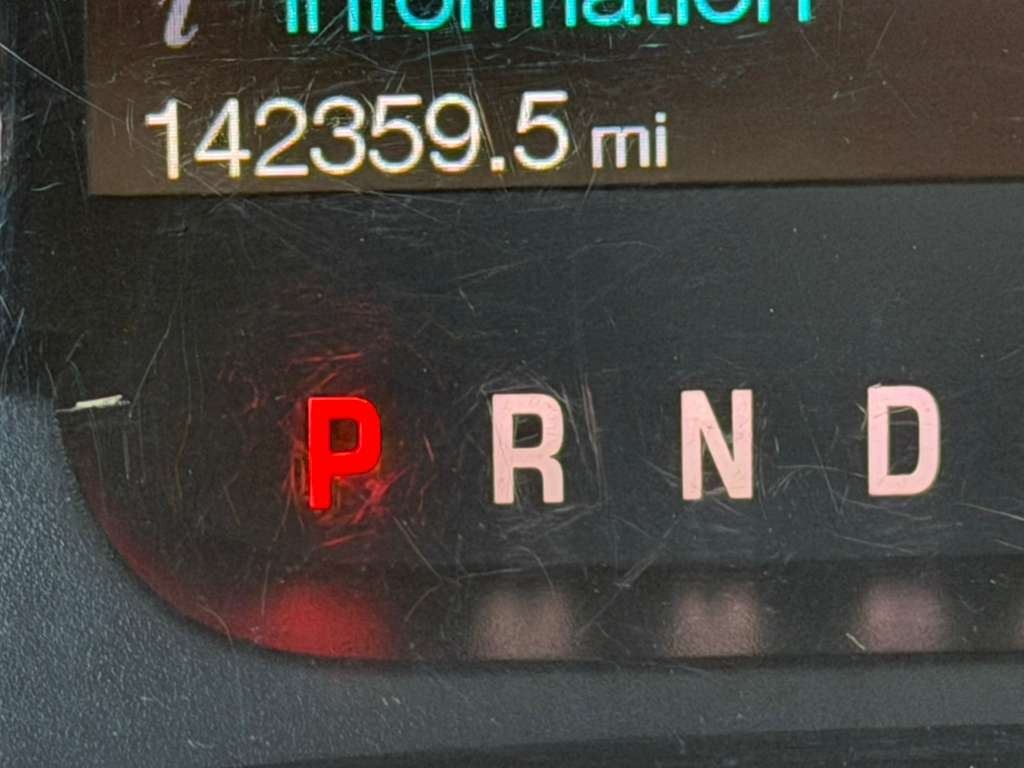 i information
142359.5 mi
P R N D